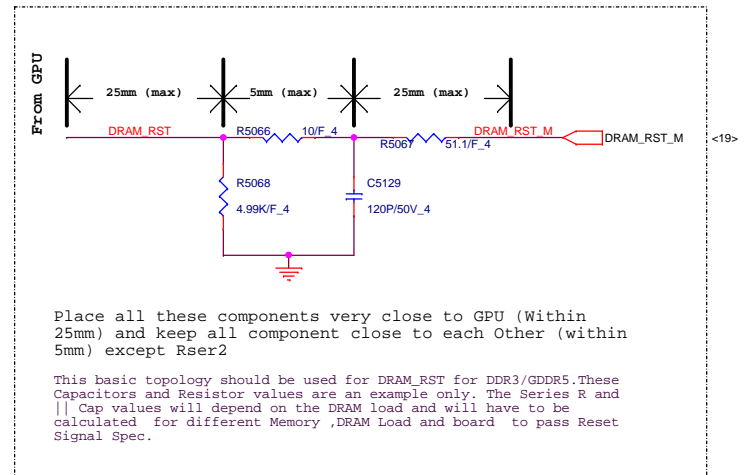 From GPU
25mm (max) 5mm (max) 25mm (max)
DRAM_RST R5066 10/F_4 DRAM_RST_M
R5067 51.1/F_4 DRAM_RST_M <19>
R5068 C5129
4.99K/F_4 120P/50V_4
Place all these components very close to GPU (Within
25mm) and keep all component close to each Other (within
5mm) except Rser2
This basic topology should be used for DRAM_RST for DDR3/GDDR5.These
Capacitors and Resistor values are an example only. The Series R and
|| Cap values will depend on the DRAM load and will have to be
calculated for different Memory ,DRAM Load and board to pass Reset
Signal Spec.